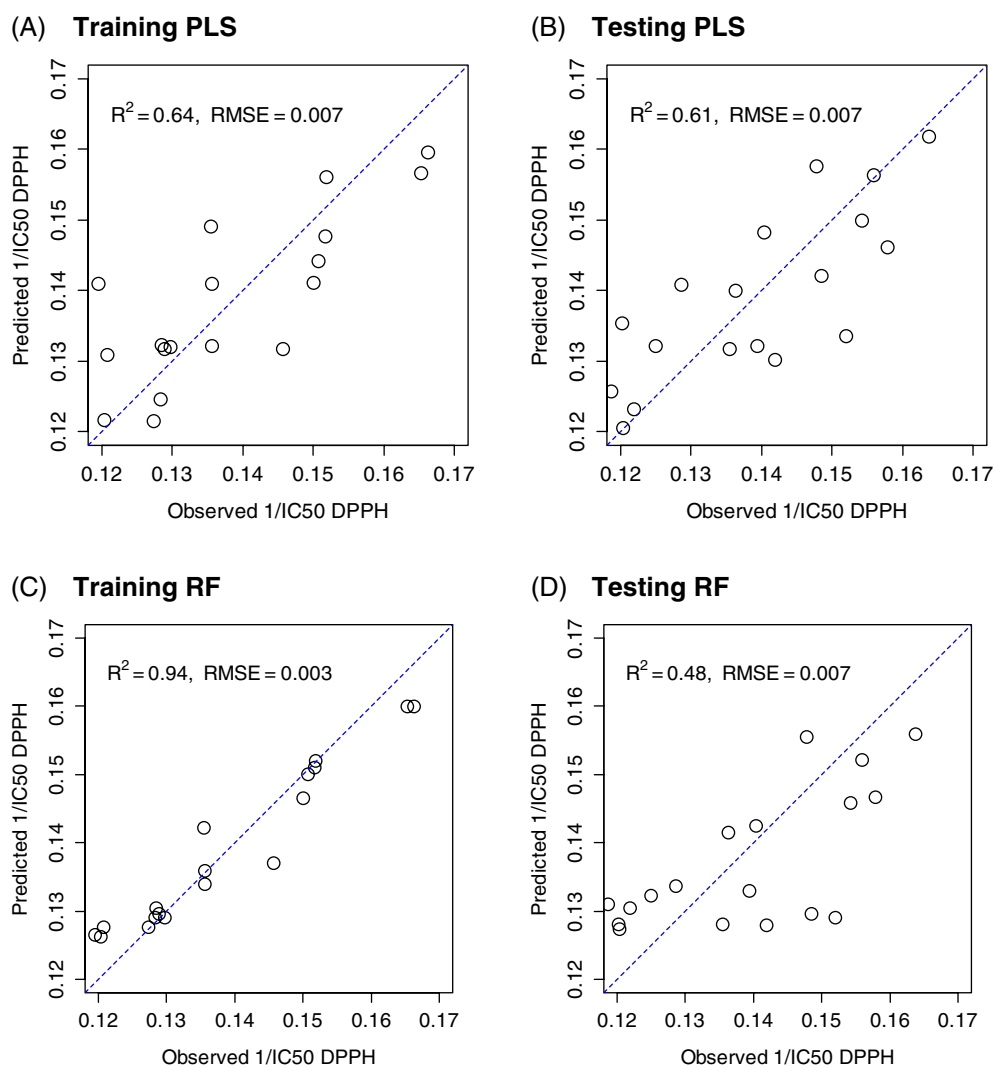 (A) Training PLS
R² = 0.64, RMSE = 0.007
0.12 0.13 0.14 0.15 0.16 0.17
Predicted 1/IC50 DPPH
0.12 0.13 0.14 0.15 0.16 0.17
Observed 1/IC50 DPPH
(B) Testing PLS
R² = 0.61, RMSE = 0.007
0.12 0.13 0.14 0.15 0.16 0.17
Predicted 1/IC50 DPPH
0.12 0.13 0.14 0.15 0.16 0.17
Observed 1/IC50 DPPH
(C) Training RF
R² = 0.94, RMSE = 0.003
0.12 0.13 0.14 0.15 0.16 0.17
Predicted 1/IC50 DPPH
0.12 0.13 0.14 0.15 0.16 0.17
Observed 1/IC50 DPPH
(D) Testing RF
R² = 0.48, RMSE = 0.007
0.12 0.13 0.14 0.15 0.16 0.17
Predicted 1/IC50 DPPH
0.12 0.13 0.14 0.15 0.16 0.17
Observed 1/IC50 DPPH